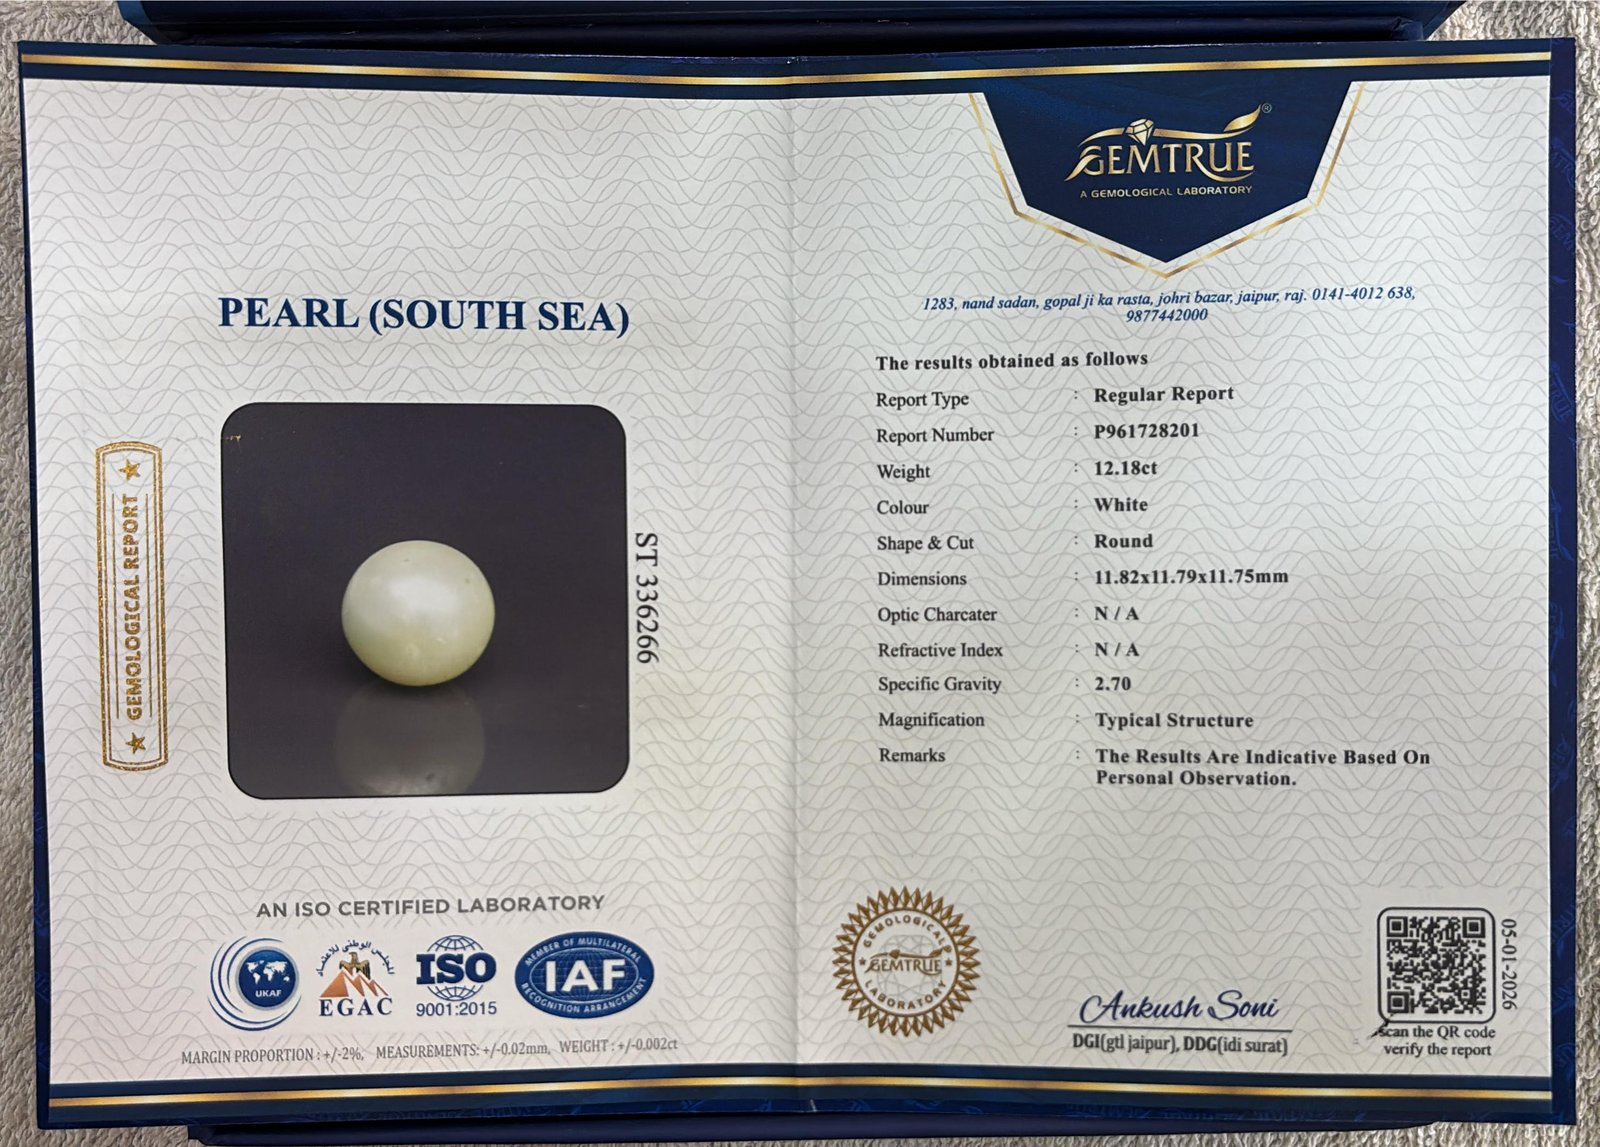 PEARL (SOUTH SEA)
GEMOLOGICAL REPORT
ST 336266
AN ISO CERTIFIED LABORATORY
UKAF
المجلس الوطني للاعتماد
EGAC
ISO
9001:2015
MEMBER OF MULTILATERAL
IAF
RECOGNITION ARRANGEMENT
MARGIN PROPORTION : +/-2%, MEASUREMENTS: +/-0.02mm, WEIGHT : +/-0.002ct
GEMTRUE®
A GEMOLOGICAL LABORATORY
1283, nand sadan, gopal ji ka rasta, johri bazar, jaipur, raj. 0141-4012 638,
9877442000
The results obtained as follows
Report Type : Regular Report
Report Number : P961728201
Weight : 12.18ct
Colour : White
Shape & Cut : Round
Dimensions : 11.82x11.79x11.75mm
Optic Charcater : N / A
Refractive Index : N / A
Specific Gravity : 2.70
Magnification : Typical Structure
Remarks : The Results Are Indicative Based On
Personal Observation.
GEMOLOGICAL
GEMTRUE
LABORATORY
Ankush Soni
DGI(gtl jaipur), DDG(idi surat)
05-01-2026
scan the QR code
verify the report